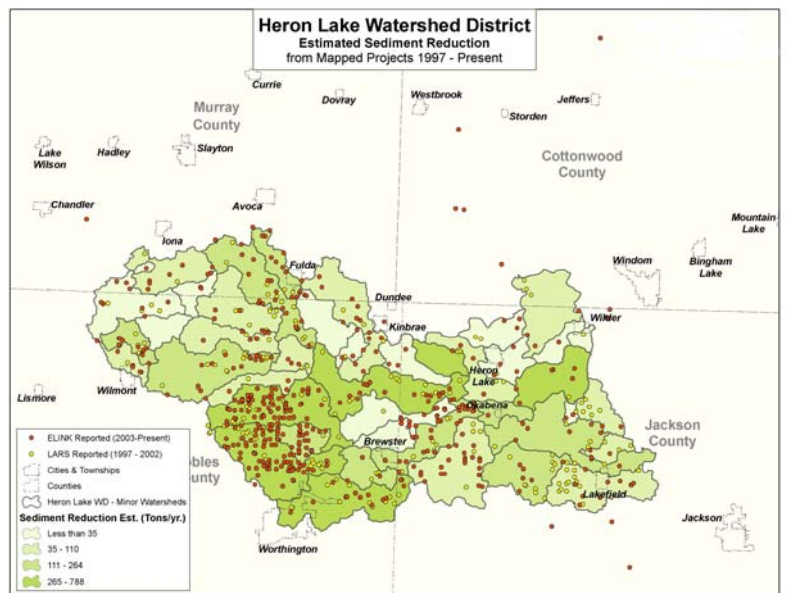 Heron Lake Watershed District
Estimated Sediment Reduction
from Mapped Projects 1997 - Present
Currie
Dovray
Westbrook
Jeffers
Storden
Murray
County
Lake
Wilson
Hadley
Slayton
Cottonwood
County
Chandler
Avoca
Mountain
Lake
Iona
Fulda
Windom
Bingham
Lake
Dundee
Kinbrae
Wilder
Heron
Lake
Lismore
Wilmont
Okabena
Brewster
Jackson
County
obles
ounty
Lakefield
Jackson
Worthington
ELINK Reported (2003-Present)
LARS Reported (1997 - 2002)
Cities & Townships
Counties
Heron Lake WD - Minor Watersheds
Sediment Reduction Est. (Tons/yr.)
Less than 35
35 - 110
111 - 264
265 - 788